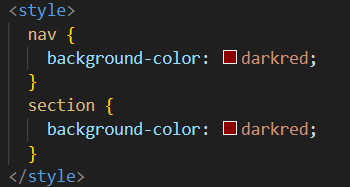 <style>
nav {
background-color: darkred;
}
section {
background-color: darkred;
}
</style>